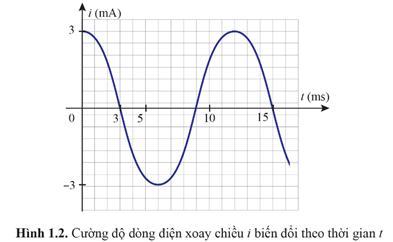 i (mA)
3
t (ms)
0
3
5
10
15
−3
Hình 1.2. Cường độ dòng điện xoay chiều i biến đổi theo thời gian t